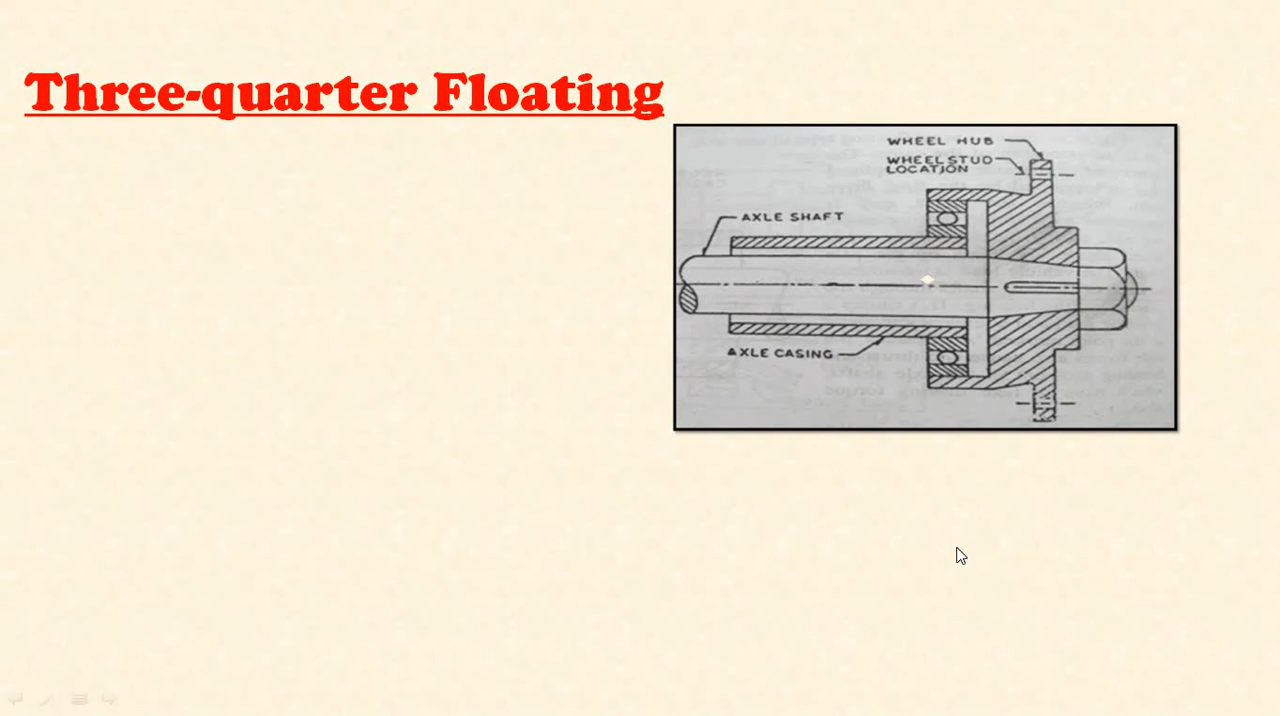 Three-quarter Floating
WHEEL HUB
WHEEL STUD
LOCATION
AXLE SHAFT
AXLE CASING